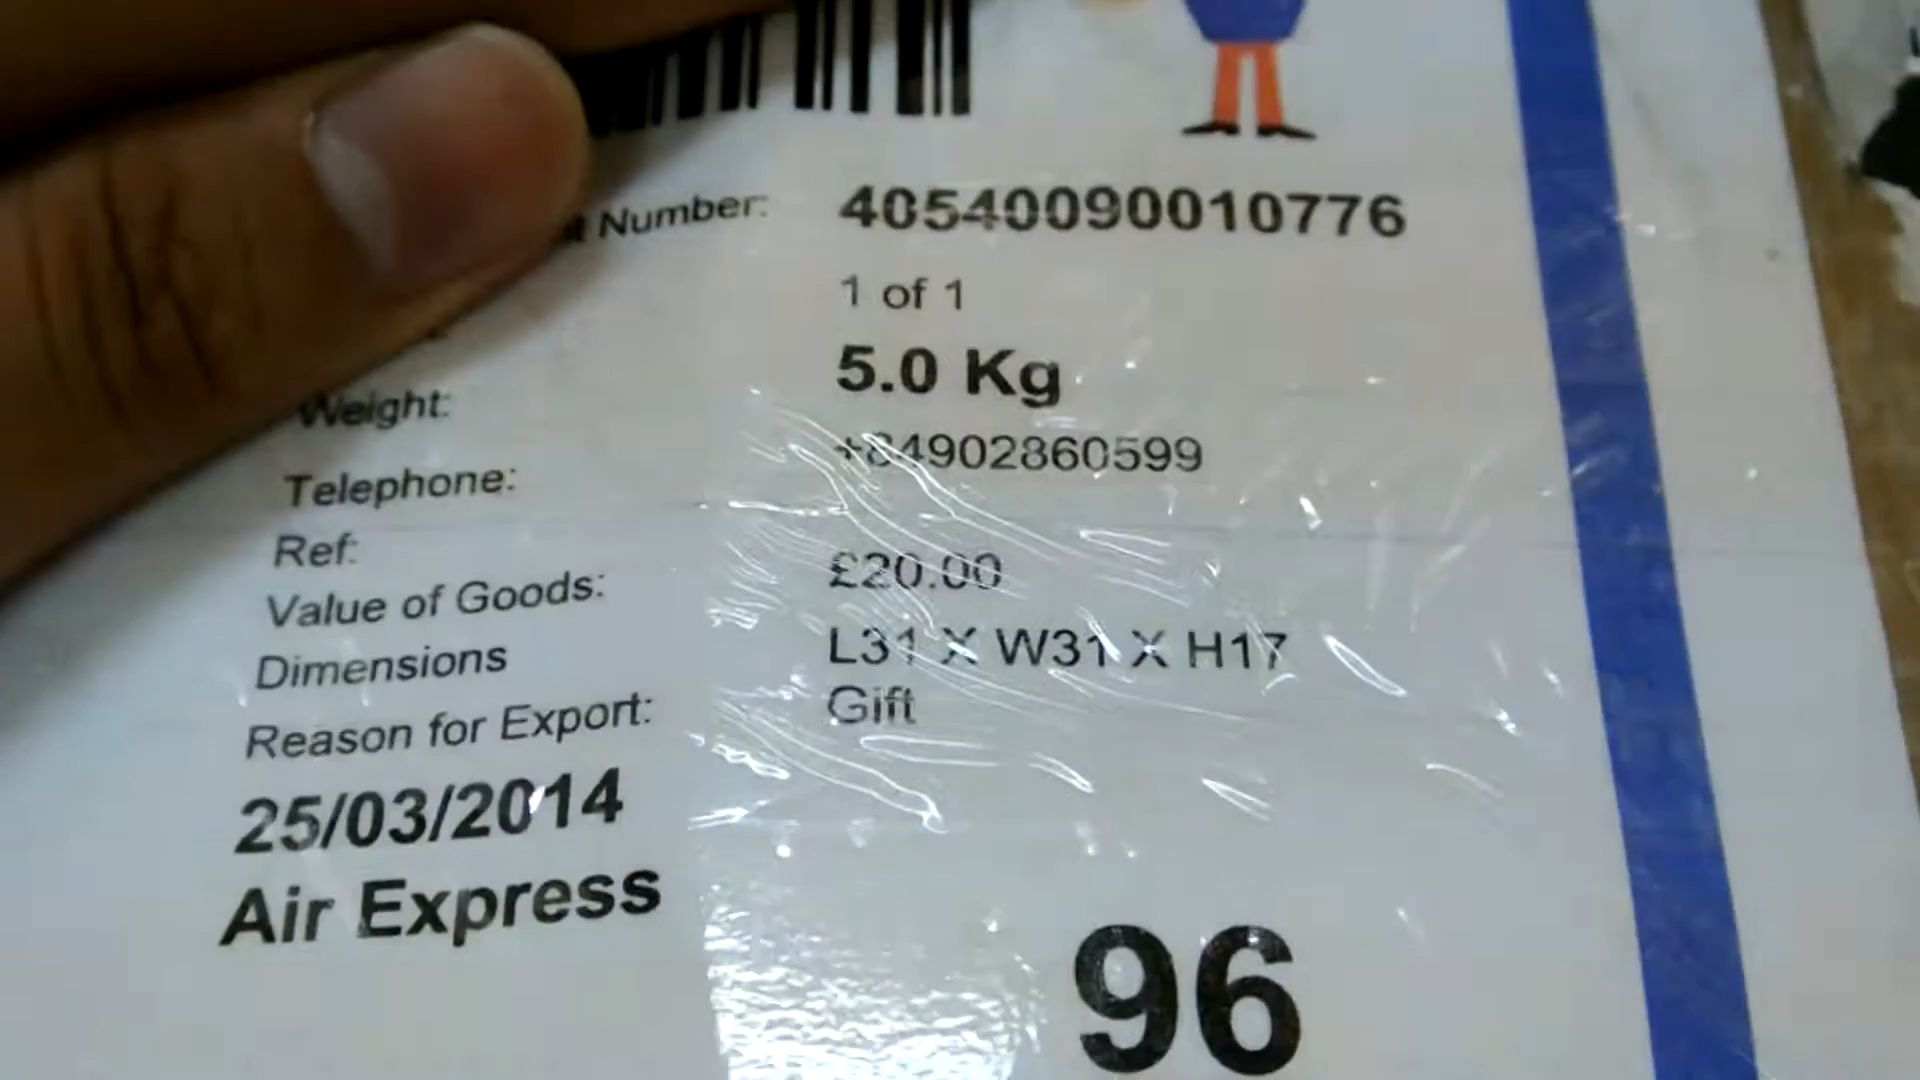 Number: 40540090010776
1 of 1
Weight: 5.0 Kg
Telephone: +84902860599
Ref:
Value of Goods: £20.00
Dimensions L31 X W31 X H17
Reason for Export: Gift
25/03/2014
Air Express
96